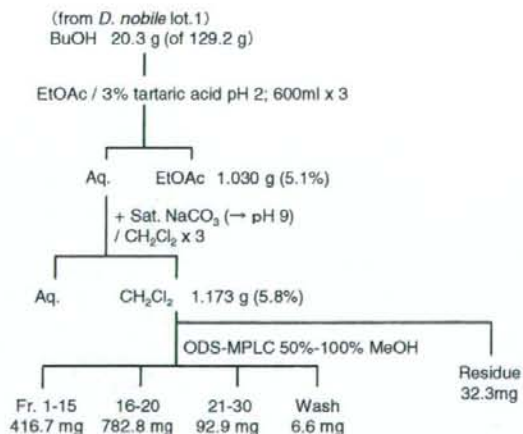 (from D. nobile lot.1)
BuOH 20.3 g (of 129.2 g)
EtOAc / 3% tartaric acid pH 2; 600ml x 3
Aq. EtOAc 1.030 g (5.1%)
+ Sat. NaCO₃ (→ pH 9)
/ CH₂Cl₂ x 3
Aq. CH₂Cl₂ 1.173 g (5.8%)
ODS-MPLC 50%-100% MeOH
Residue
32.3mg
Fr. 1-15 16-20 21-30 Wash
416.7 mg 782.8 mg 92.9 mg 6.6 mg